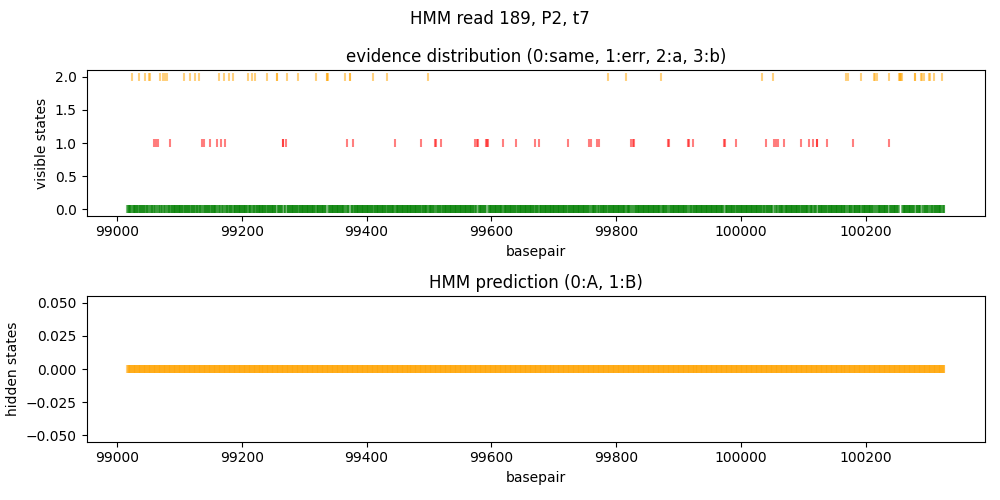 HMM read 189, P2, t7
evidence distribution (0:same, 1:err, 2:a, 3:b)
visible states
2.0
1.5
1.0
0.5
0.0
99000 99200 99400 99600 99800 100000 100200
basepair
HMM prediction (0:A, 1:B)
hidden states
0.050
0.025
0.000
−0.025
−0.050
99000 99200 99400 99600 99800 100000 100200
basepair